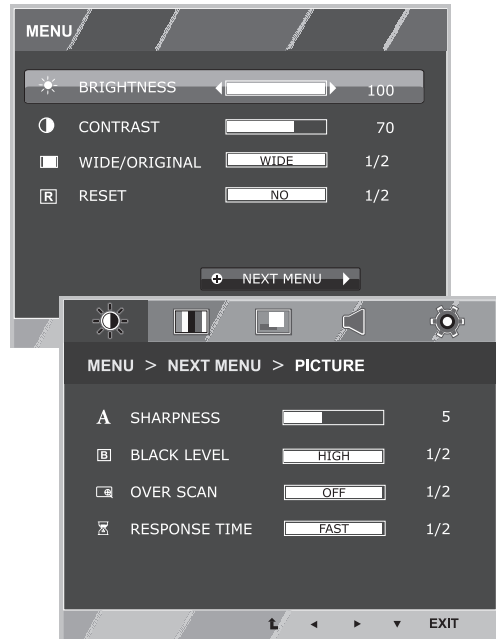 MENU
BRIGHTNESS 100
CONTRAST 70
WIDE/ORIGINAL WIDE 1/2
R RESET NO 1/2
NEXT MENU
MENU > NEXT MENU > PICTURE
A SHARPNESS 5
B BLACK LEVEL HIGH 1/2
OVER SCAN OFF 1/2
RESPONSE TIME FAST 1/2
EXIT